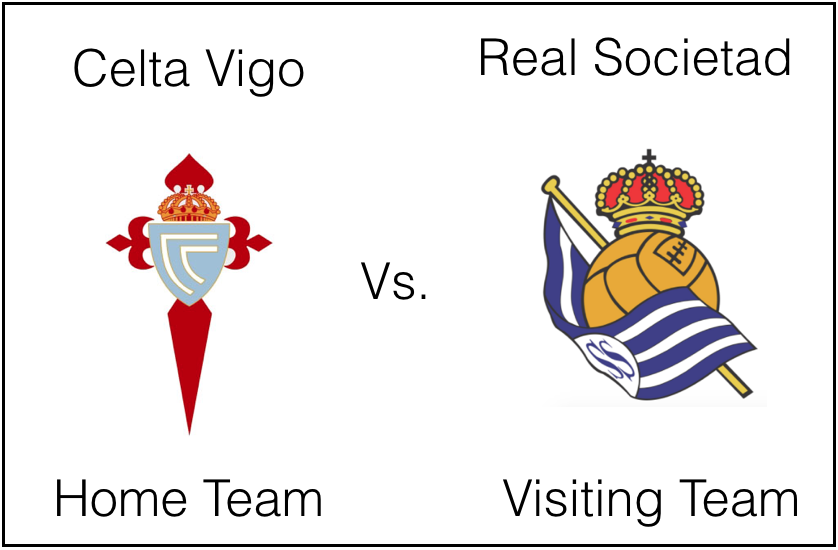 Celta Vigo
Real Societad
Vs.
Home Team
Visiting Team